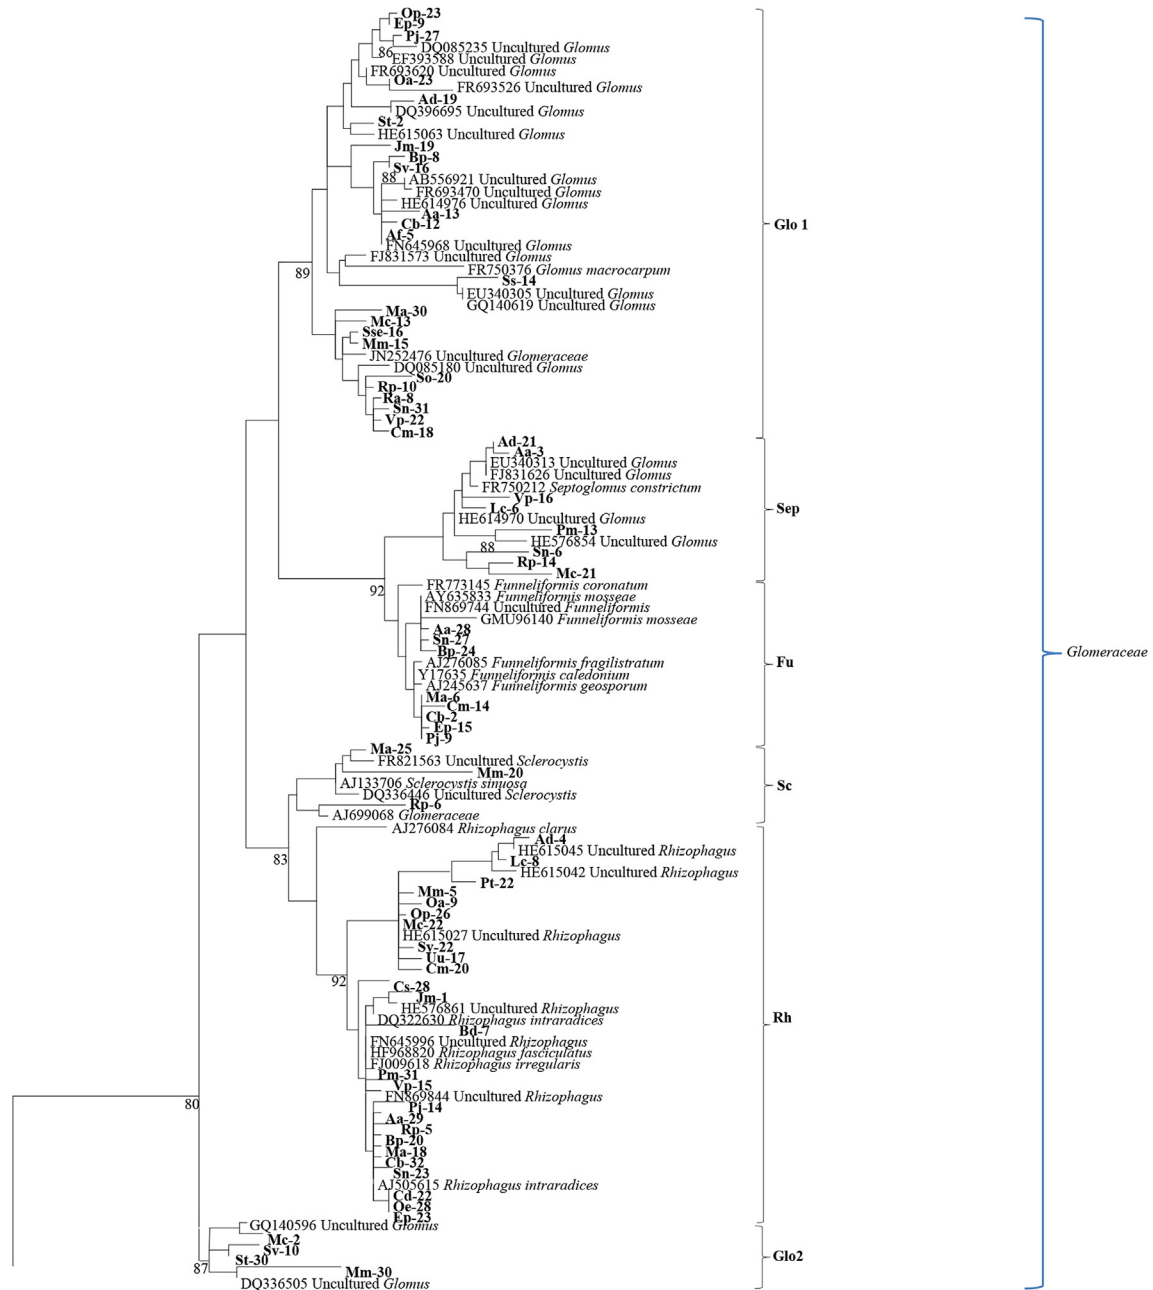 Op-23
Ep-9
Pj-27
DQ085235 Uncultured Glomus
86
EF393588 Uncultured Glomus
FR693620 Uncultured Glomus
Oa-23
FR693526 Uncultured Glomus
Ad-19
DQ396695 Uncultured Glomus
St-2
HE615063 Uncultured Glomus
Jm-19
Bp-8
Sv-16
88
AB556921 Uncultured Glomus
FR693470 Uncultured Glomus
HE614976 Uncultured Glomus
Aa-13
Cb-12
Glo 1
Af-5
FN645968 Uncultured Glomus
FJ831573 Uncultured Glomus
FR750376 Glomus macrocarpum
89
Ss-14
EU340305 Uncultured Glomus
GQ140619 Uncultured Glomus
Ma-30
Mc-13
Sse-16
Mm-15
JN252476 Uncultured Glomeraceae
DQ085180 Uncultured Glomus
So-20
Rp-10
Ra-8
Sn-31
Vp-22
Cm-18
Ad-21
Aa-3
EU340313 Uncultured Glomus
FJ831626 Uncultured Glomus
FR750212 Septoglomus constrictum
Vp-16
Lc-6
Sep
HE614970 Uncultured Glomus
Pm-13
HE576854 Uncultured Glomus
88
Sn-6
Rp-14
Mc-21
FR773145 Funneliformis coronatum
92
AY635833 Funneliformis mosseae
FN869744 Uncultured Funneliformis
GMU96140 Funneliformis mosseae
Aa-28
Sn-27
Bp-24
Glomeraceae
AJ276085 Funneliformis fragilistratum
Fu
Y17635 Funneliformis caledonium
AJ245637 Funneliformis geosporum
Ma-6
Cm-14
Cb-2
Ep-15
Pj-9
Ma-25
FR821563 Uncultured Sclerocystis
Mm-20
AJ133706 Sclerocystis sinuosa
Sc
DQ336446 Uncultured Sclerocystis
Rp-6
AJ699068 Glomeraceae
AJ276084 Rhizophagus clarus
Ad-4
HE615045 Uncultured Rhizophagus
83
Lc-8
HE615042 Uncultured Rhizophagus
Pt-22
Mm-5
Oa-9
Op-26
Mc-22
HE615027 Uncultured Rhizophagus
Sv-22
Uu-17
Cm-20
92
Cs-28
Jm-1
HE576861 Uncultured Rhizophagus
Rh
DQ322630 Rhizophagus intraradices
Bd-7
FN645996 Uncultured Rhizophagus
HF968820 Rhizophagus fasciculatus
FJ009618 Rhizophagus irregularis
Pm-31
Vp-15
FN869844 Uncultured Rhizophagus
80
Pj-14
Aa-29
Rp-5
Bp-20
Ma-18
Cb-32
Sn-23
AJ505615 Rhizophagus intraradices
Cd-22
Oe-28
Ep-23
GQ140596 Uncultured Glomus
Mc-2
Sv-10
Glo2
St-30
87
Mm-30
DQ336505 Uncultured Glomus